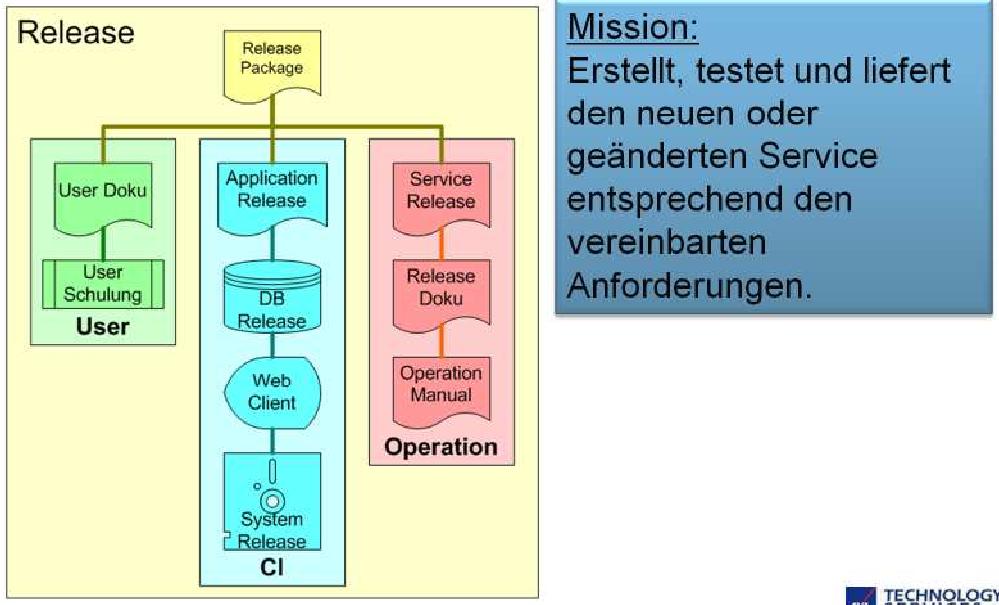 Release
Release
Package
User Doku
User
Schulung
User
Application
Release
DB
Release
Web
Client
System
Release
CI
Service
Release
Release
Doku
Operation
Manual
Operation
Mission:
Erstellt, testet und liefert
den neuen oder
geänderten Service
entsprechend den
vereinbarten
Anforderungen.
TECHNOLOGY